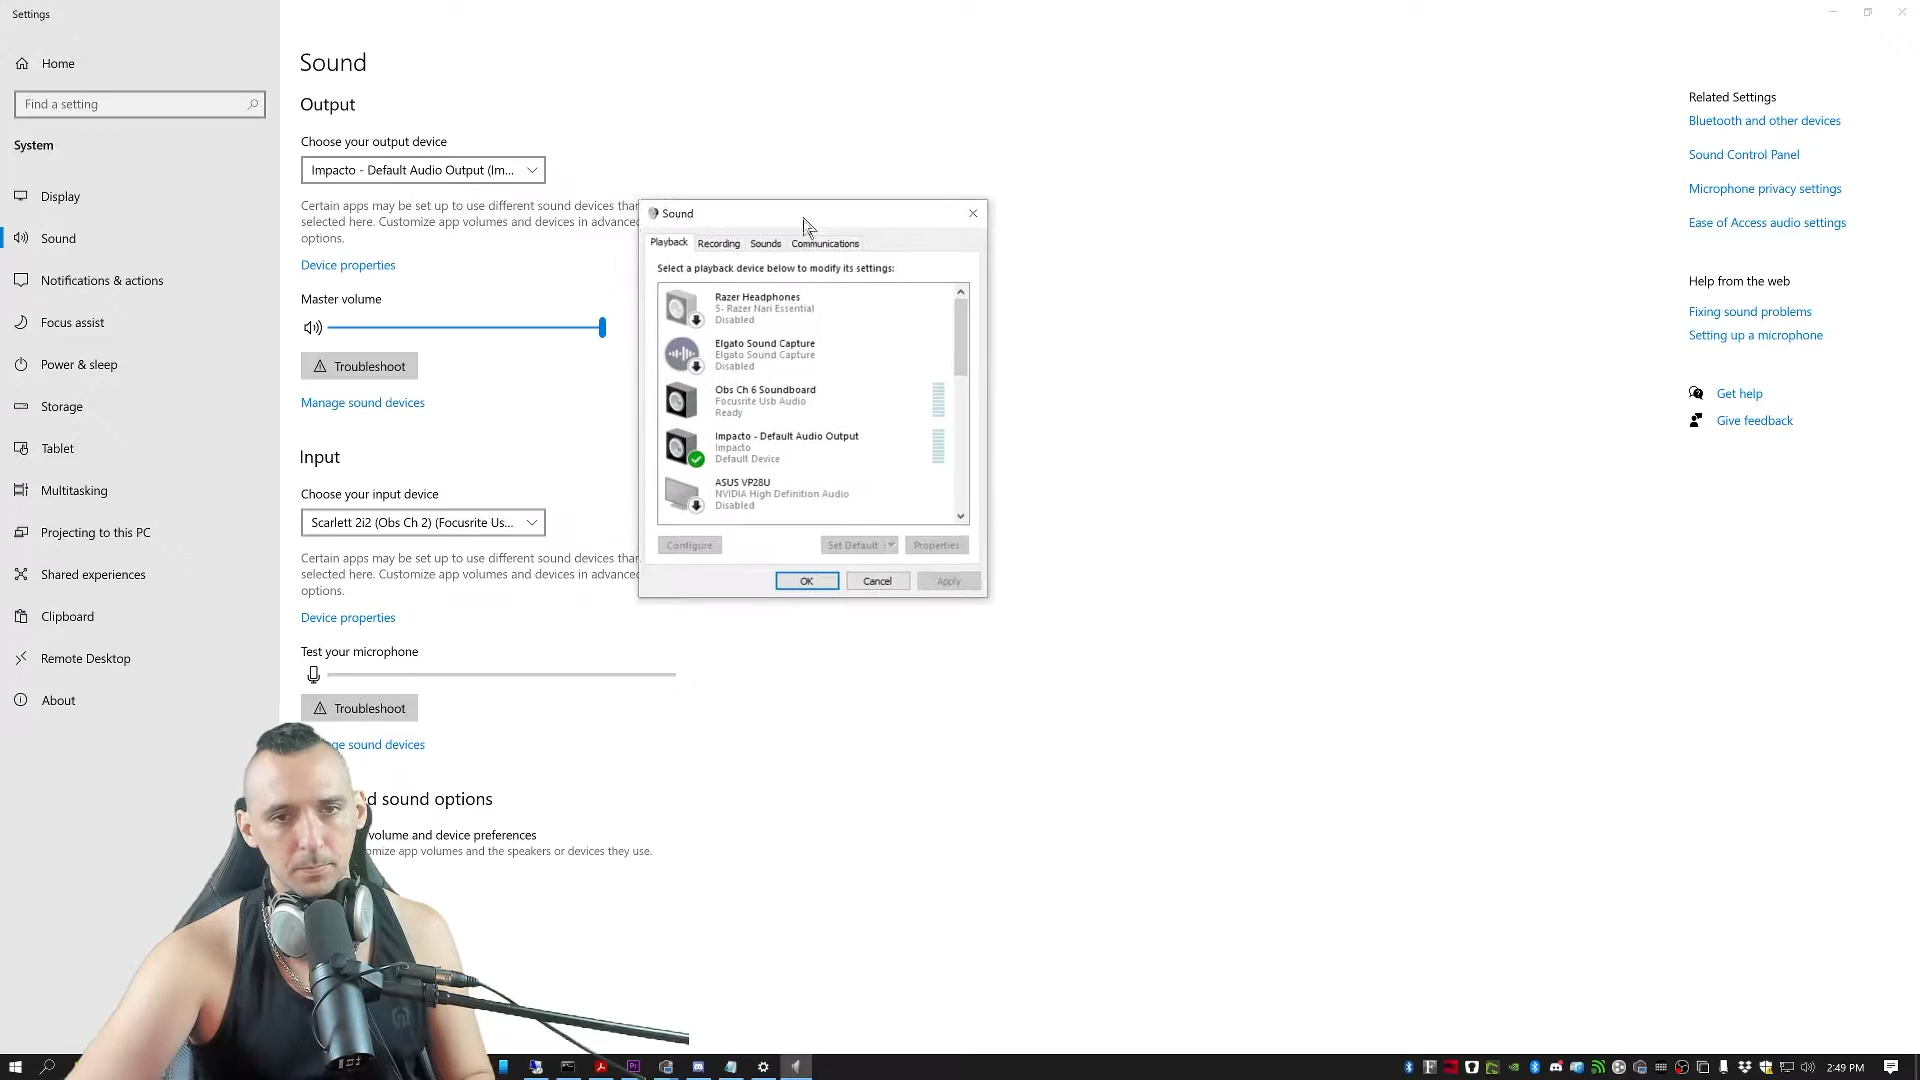 Settings
Home
Find a setting
System
Display
Sound
Notifications & actions
Focus assist
Power & sleep
Storage
Tablet
Multitasking
Projecting to this PC
Shared experiences
Clipboard
Remote Desktop
About
Sound
Output
Choose your output device
Impacto - Default Audio Output (Im...
Certain apps may be set up to use different sound devices than
selected here. Customize app volumes and devices in advanced
options.
Device properties
Master volume
Troubleshoot
Manage sound devices
Input
Choose your input device
Scarlett 2i2 (Obs Ch 2) (Focusrite Us...
Certain apps may be set up to use different sound devices than
selected here. Customize app volumes and devices in advanced
options.
Device properties
Test your microphone
Troubleshoot
ge sound devices
d sound options
volume and device preferences
omize app volumes and the speakers or devices they use.
Sound
Playback Recording Sounds Communications
Select a playback device below to modify its settings:
Razer Headphones
5- Razer Nari Essential
Disabled
Elgato Sound Capture
Elgato Sound Capture
Disabled
Obs Ch 6 Soundboard
Focusrite Usb Audio
Ready
Impacto - Default Audio Output
Impacto
Default Device
ASUS VP28U
NVIDIA High Definition Audio
Disabled
Configure Set Default Properties
OK Cancel Apply
Related Settings
Bluetooth and other devices
Sound Control Panel
Microphone privacy settings
Ease of Access audio settings
Help from the web
Fixing sound problems
Setting up a microphone
Get help
Give feedback
2:49 PM